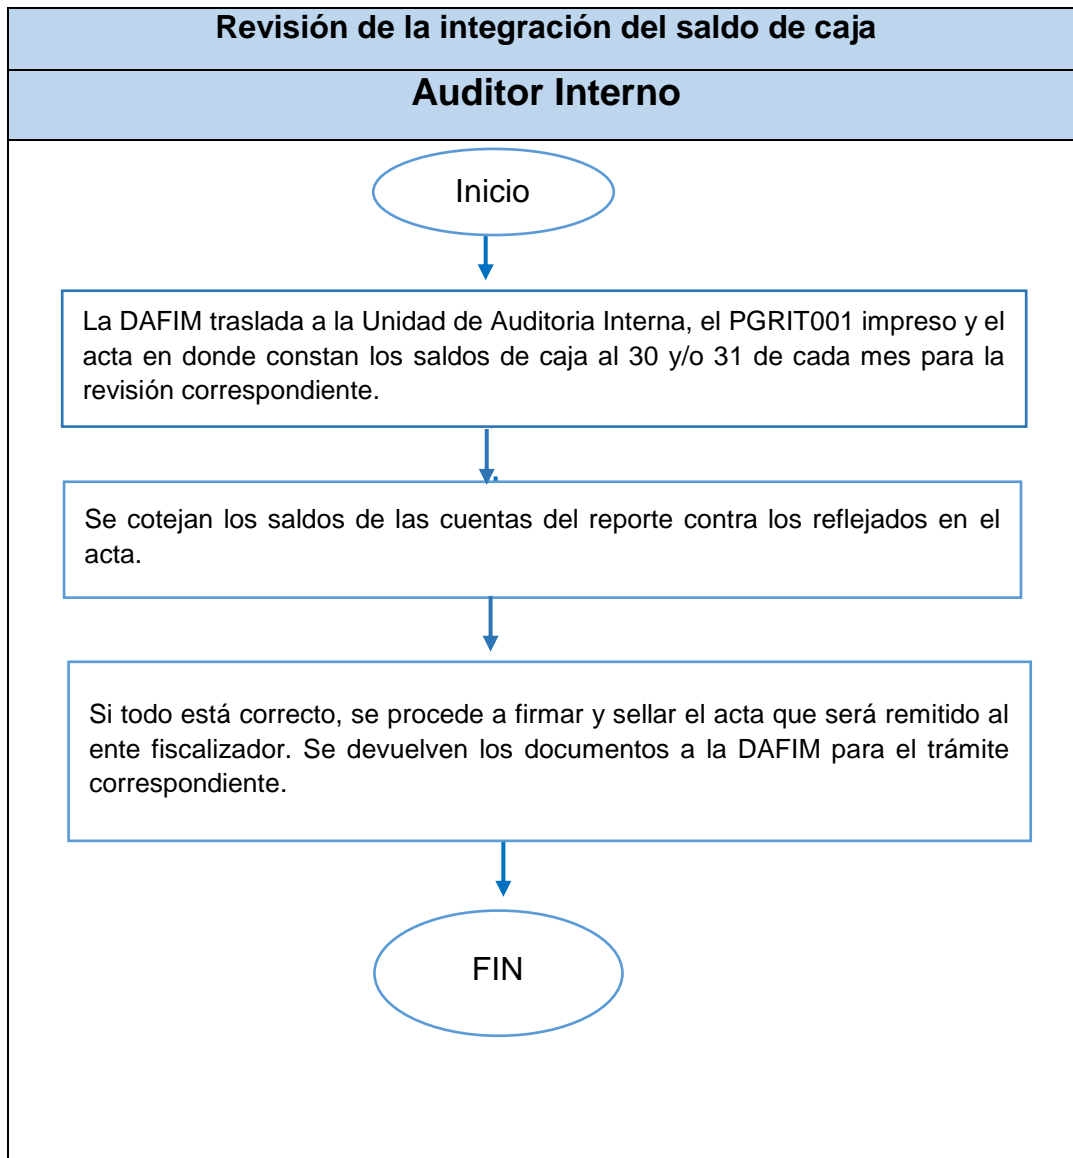 Revisión de la integración del saldo de caja
Auditor Interno
Inicio
La DAFIM traslada a la Unidad de Auditoria Interna, el PGRIT001 impreso y el
acta en donde constan los saldos de caja al 30 y/o 31 de cada mes para la
revisión correspondiente.
Se cotejan los saldos de las cuentas del reporte contra los reflejados en el
acta.
Si todo está correcto, se procede a firmar y sellar el acta que será remitido al
ente fiscalizador. Se devuelven los documentos a la DAFIM para el trámite
correspondiente.
FIN